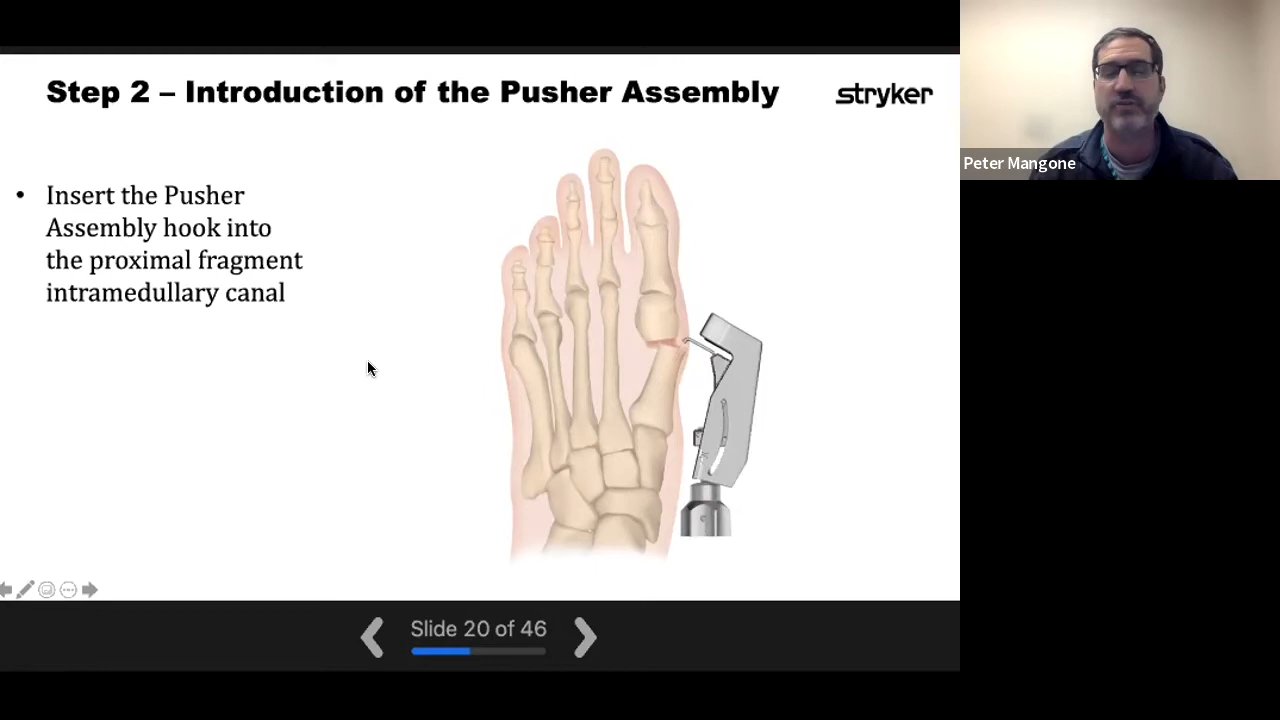 Step 2 – Introduction of the Pusher Assembly
stryker
• Insert the Pusher
Assembly hook into
the proximal fragment
intramedullary canal
Peter Mangone
Slide 20 of 46